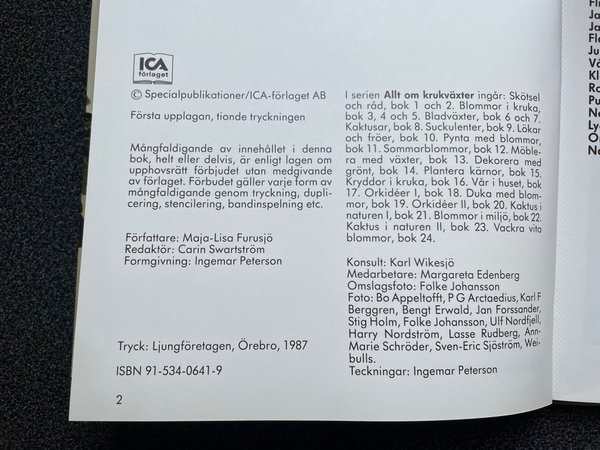 ICA
förlaget
© Specialpublikationer/ICA-förlaget AB
Första upplagan, tionde tryckningen
Mångfaldigande av innehållet i denna
bok, helt eller delvis, är enligt lagen om
upphovsrätt förbjudet utan medgivande
av förlaget. Förbudet gäller varje form av
mångfaldigande genom tryckning, dupli-
cering, stencilering, bandinspelning etc.
Författare: Maja-Lisa Furusjö
Redaktör: Carin Swartström
Formgivning: Ingemar Peterson
Tryck: Ljungföretagen, Örebro, 1987
ISBN 91-534-0641-9
2
I serien Allt om krukväxter ingår: Skötsel
och råd, bok 1 och 2. Blommor i kruka,
bok 3, 4 och 5. Bladväxter, bok 6 och 7.
Kaktusar, bok 8. Suckulenter, bok 9. Lökar
och fröer, bok 10. Pynta med blommor,
bok 11. Sommarblommor, bok 12. Möble-
ra med växter, bok 13. Dekorera med
grönt, bok 14. Plantera kärnor, bok 15.
Kryddor i kruka, bok 16. Vår i huset, bok
17. Orkidéer I, bok 18. Duka med blom-
mor, bok 19. Orkidéer II, bok 20. Kaktus i
naturen I, bok 21. Blommor i miljö, bok 22.
Kaktus i naturen II, bok 23. Vackra vita
blommor, bok 24.
Konsult: Karl Wikesjö
Medarbetare: Margareta Edenberg
Omslagsfoto: Folke Johansson
Foto: Bo Appeltofft, P G Arctaedius, Karl F
Berggren, Bengt Erwald, Jan Forssander,
Stig Holm, Folke Johansson, Ulf Nordfjell,
Harry Nordström, Lasse Rudberg, Ann-
Marie Schröder, Sven-Eric Sjöström, Wei-
bulls.
Teckningar: Ingemar Peterson